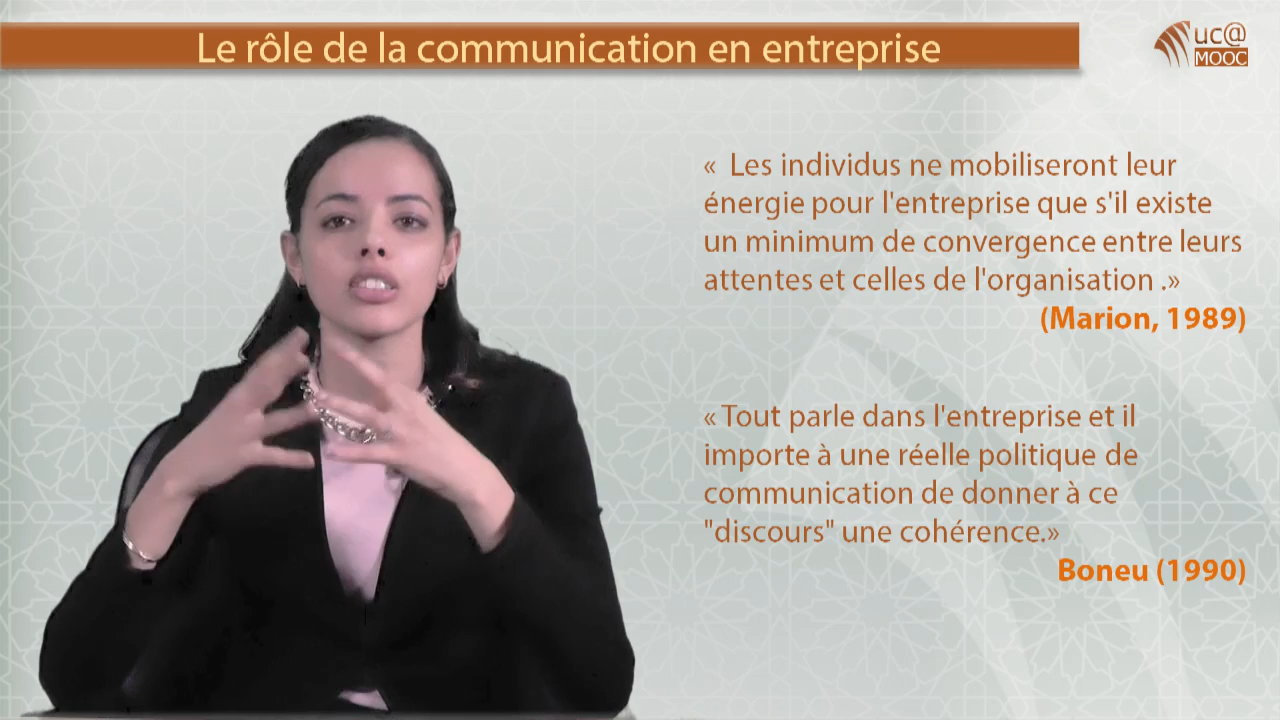 Le rôle de la communication en entreprise
uc@
MOOC
«  Les individus ne mobiliseront leur
énergie pour l'entreprise que s'il existe
un minimum de convergence entre leurs
attentes et celles de l'organisation .»
(Marion, 1989)
« Tout parle dans l'entreprise et il
importe à une réelle politique de
communication de donner à ce
"discours" une cohérence.»
Boneu (1990)